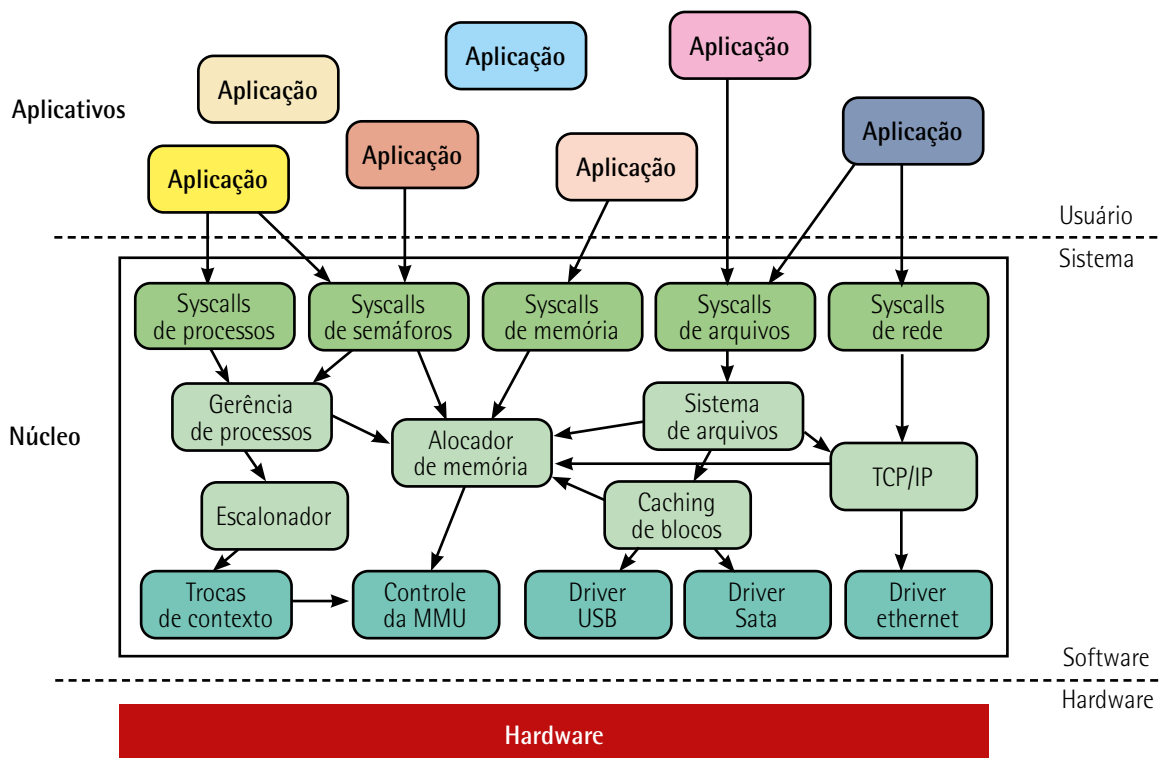 Aplicação
Aplicação
Aplicação
Aplicativos
Aplicação
Aplicação
Aplicação
Aplicação
Usuário
Sistema
Syscalls
de processos
Syscalls
de semáforos
Syscalls
de memória
Syscalls
de arquivos
Syscalls
de rede
Núcleo
Gerência
de processos
Alocador
de memória
Sistema
de arquivos
TCP/IP
Escalonador
Caching
de blocos
Trocas
de contexto
Controle
da MMU
Driver
USB
Driver
Sata
Driver
ethernet
Software
Hardware
Hardware